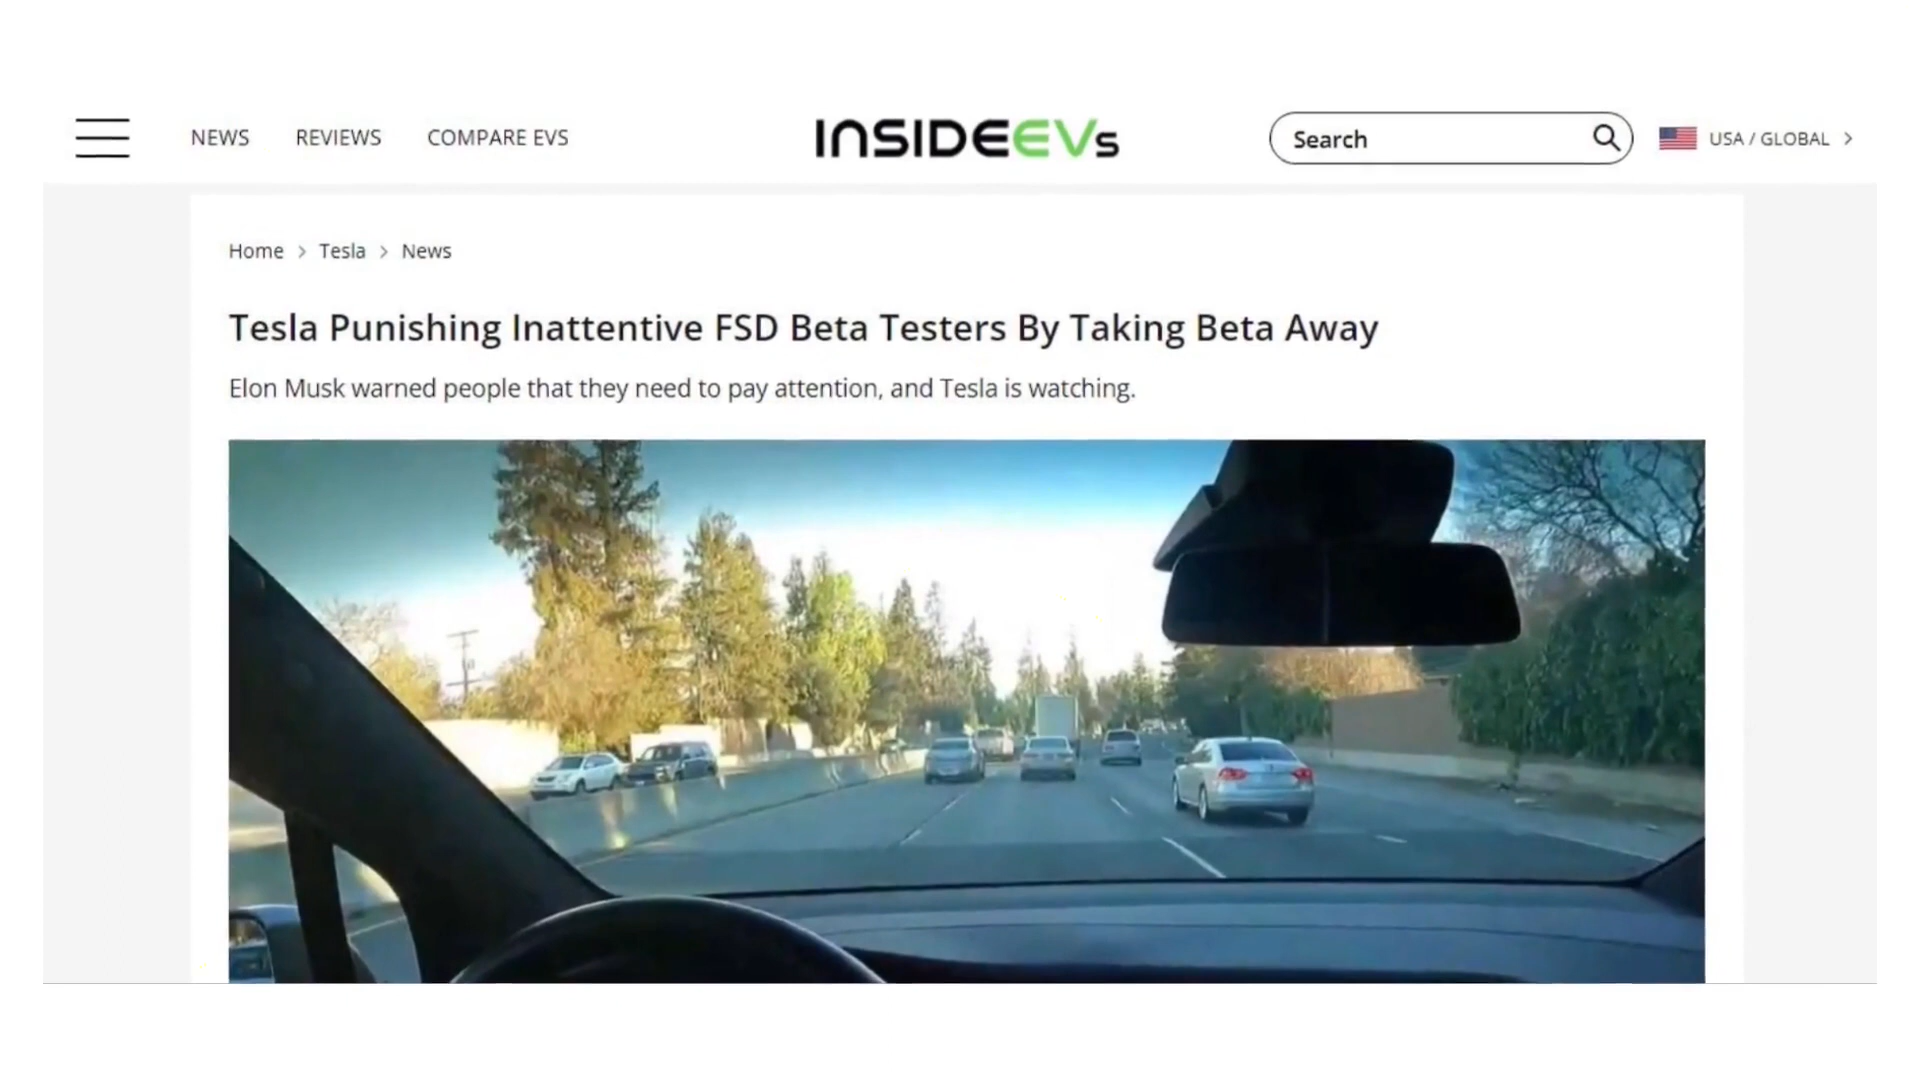 NEWS REVIEWS COMPARE EVS INSIDEEVs Search USA / GLOBAL >
Home > Tesla > News
Tesla Punishing Inattentive FSD Beta Testers By Taking Beta Away
Elon Musk warned people that they need to pay attention, and Tesla is watching.